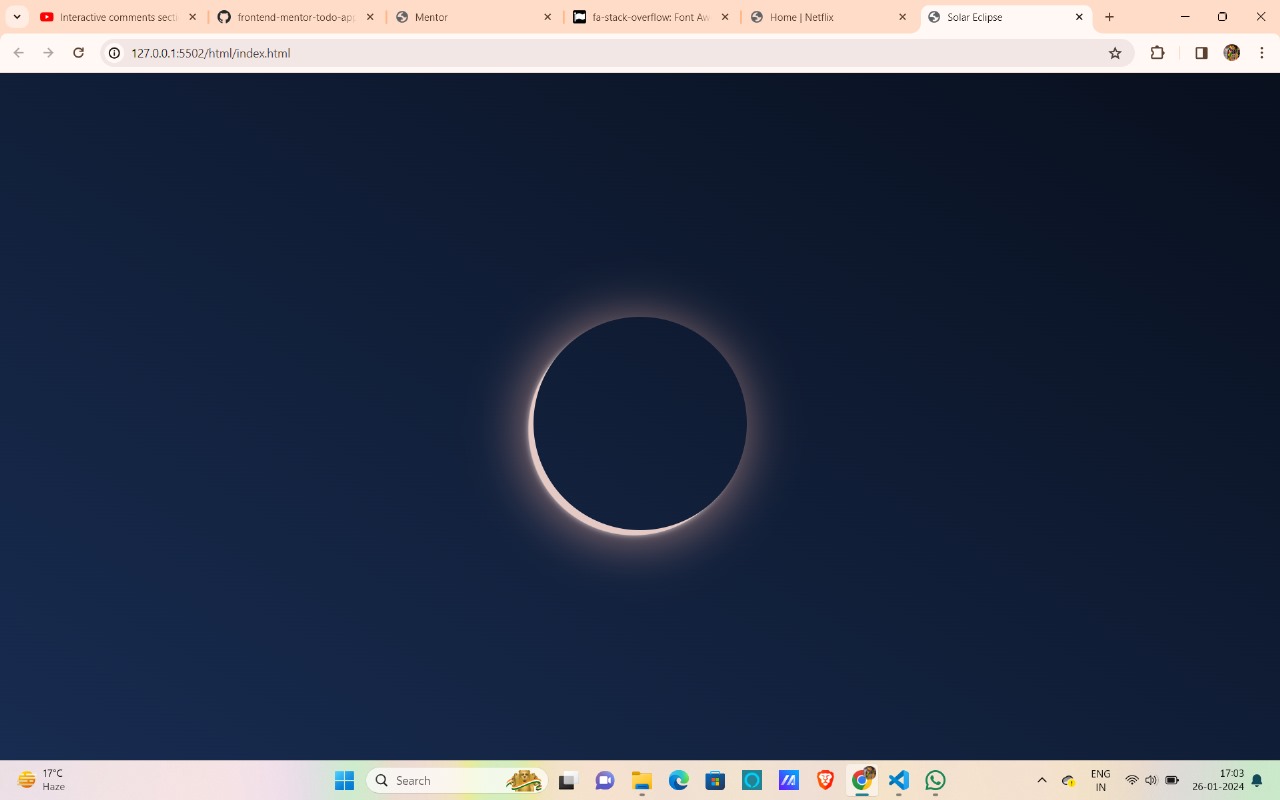 Interactive comments secti
frontend-mentor-todo-app
Mentor
fa-stack-overflow: Font Aw
Home | Netflix
Solar Eclipse
127.0.0.1:5502/html/index.html
17°C
Haze
Search
ENG
IN
17:03
26-01-2024